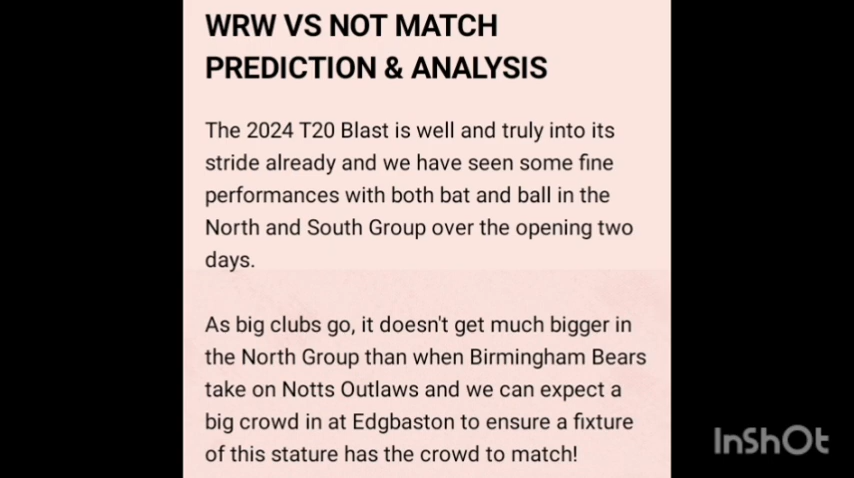 WRW VS NOT MATCH
PREDICTION & ANALYSIS
The 2024 T20 Blast is well and truly into its
stride already and we have seen some fine
performances with both bat and ball in the
North and South Group over the opening two
days.
As big clubs go, it doesn't get much bigger in
the North Group than when Birmingham Bears
take on Notts Outlaws and we can expect a
big crowd in at Edgbaston to ensure a fixture
of this stature has the crowd to match!
InShOt